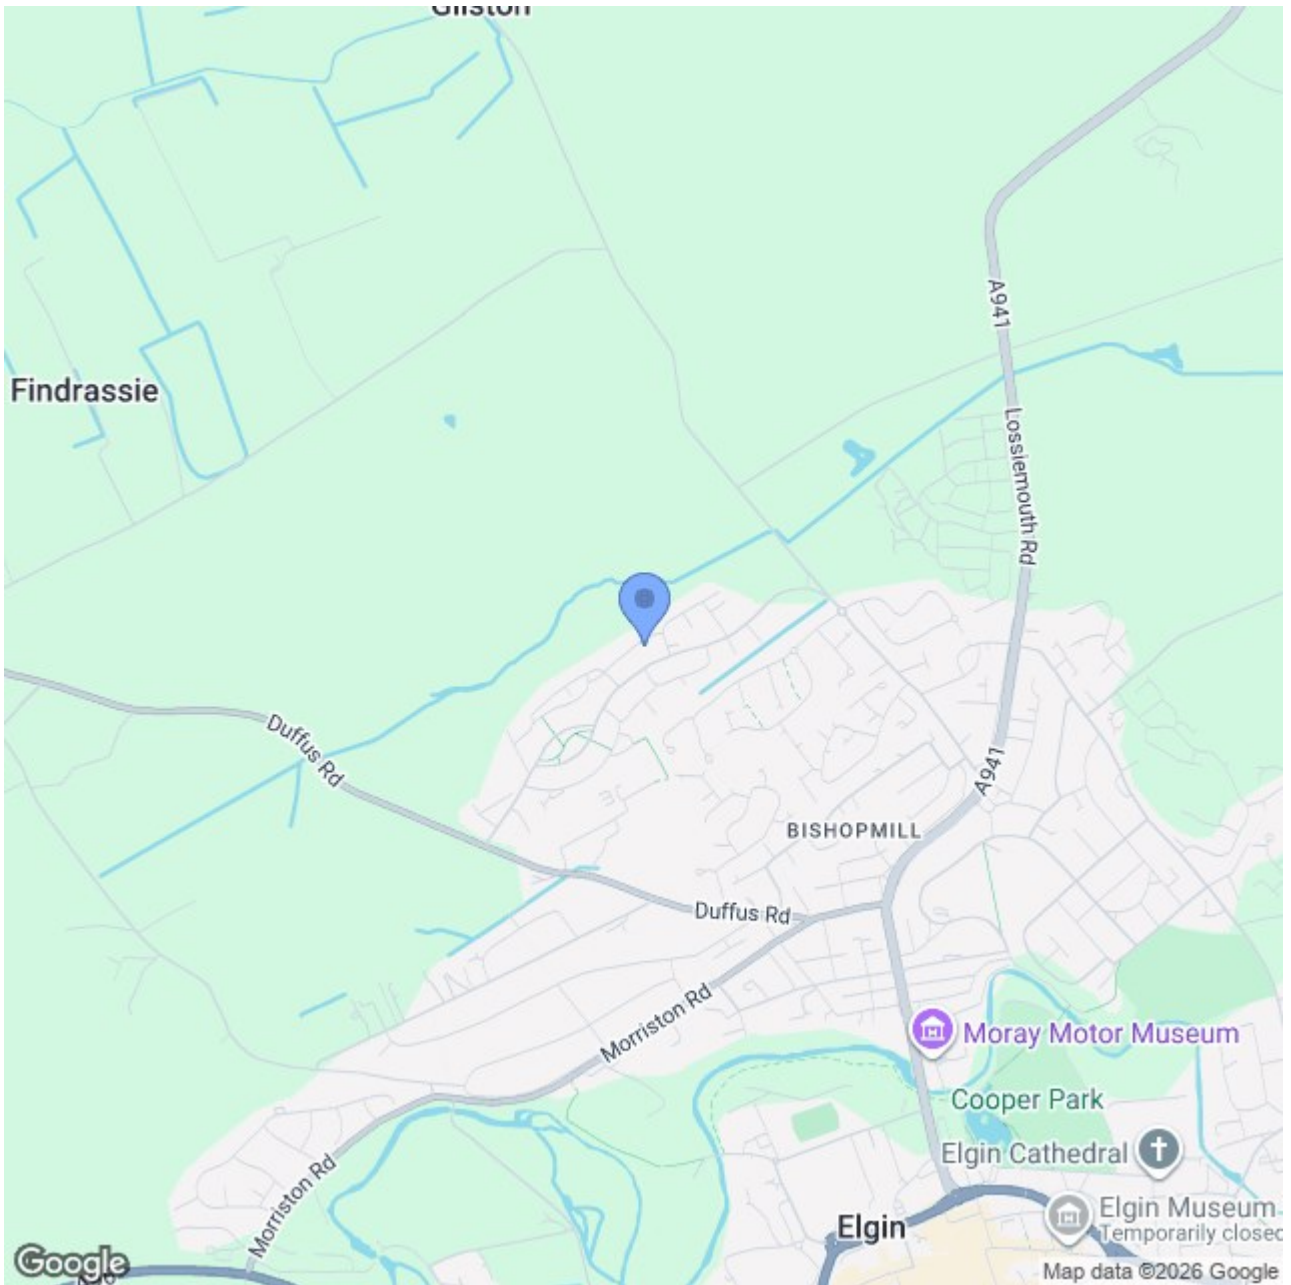 Gilston
A941
Findrassie
Lossiemouth Rd
Duffus Rd
A941
BISHOPMILL
Duffus Rd
Morriston Rd
Moray Motor Museum
Cooper Park
Elgin Cathedral
Morriston Rd
Elgin Museum
Temporarily closed
Elgin
Google
Map data ©2026 Google